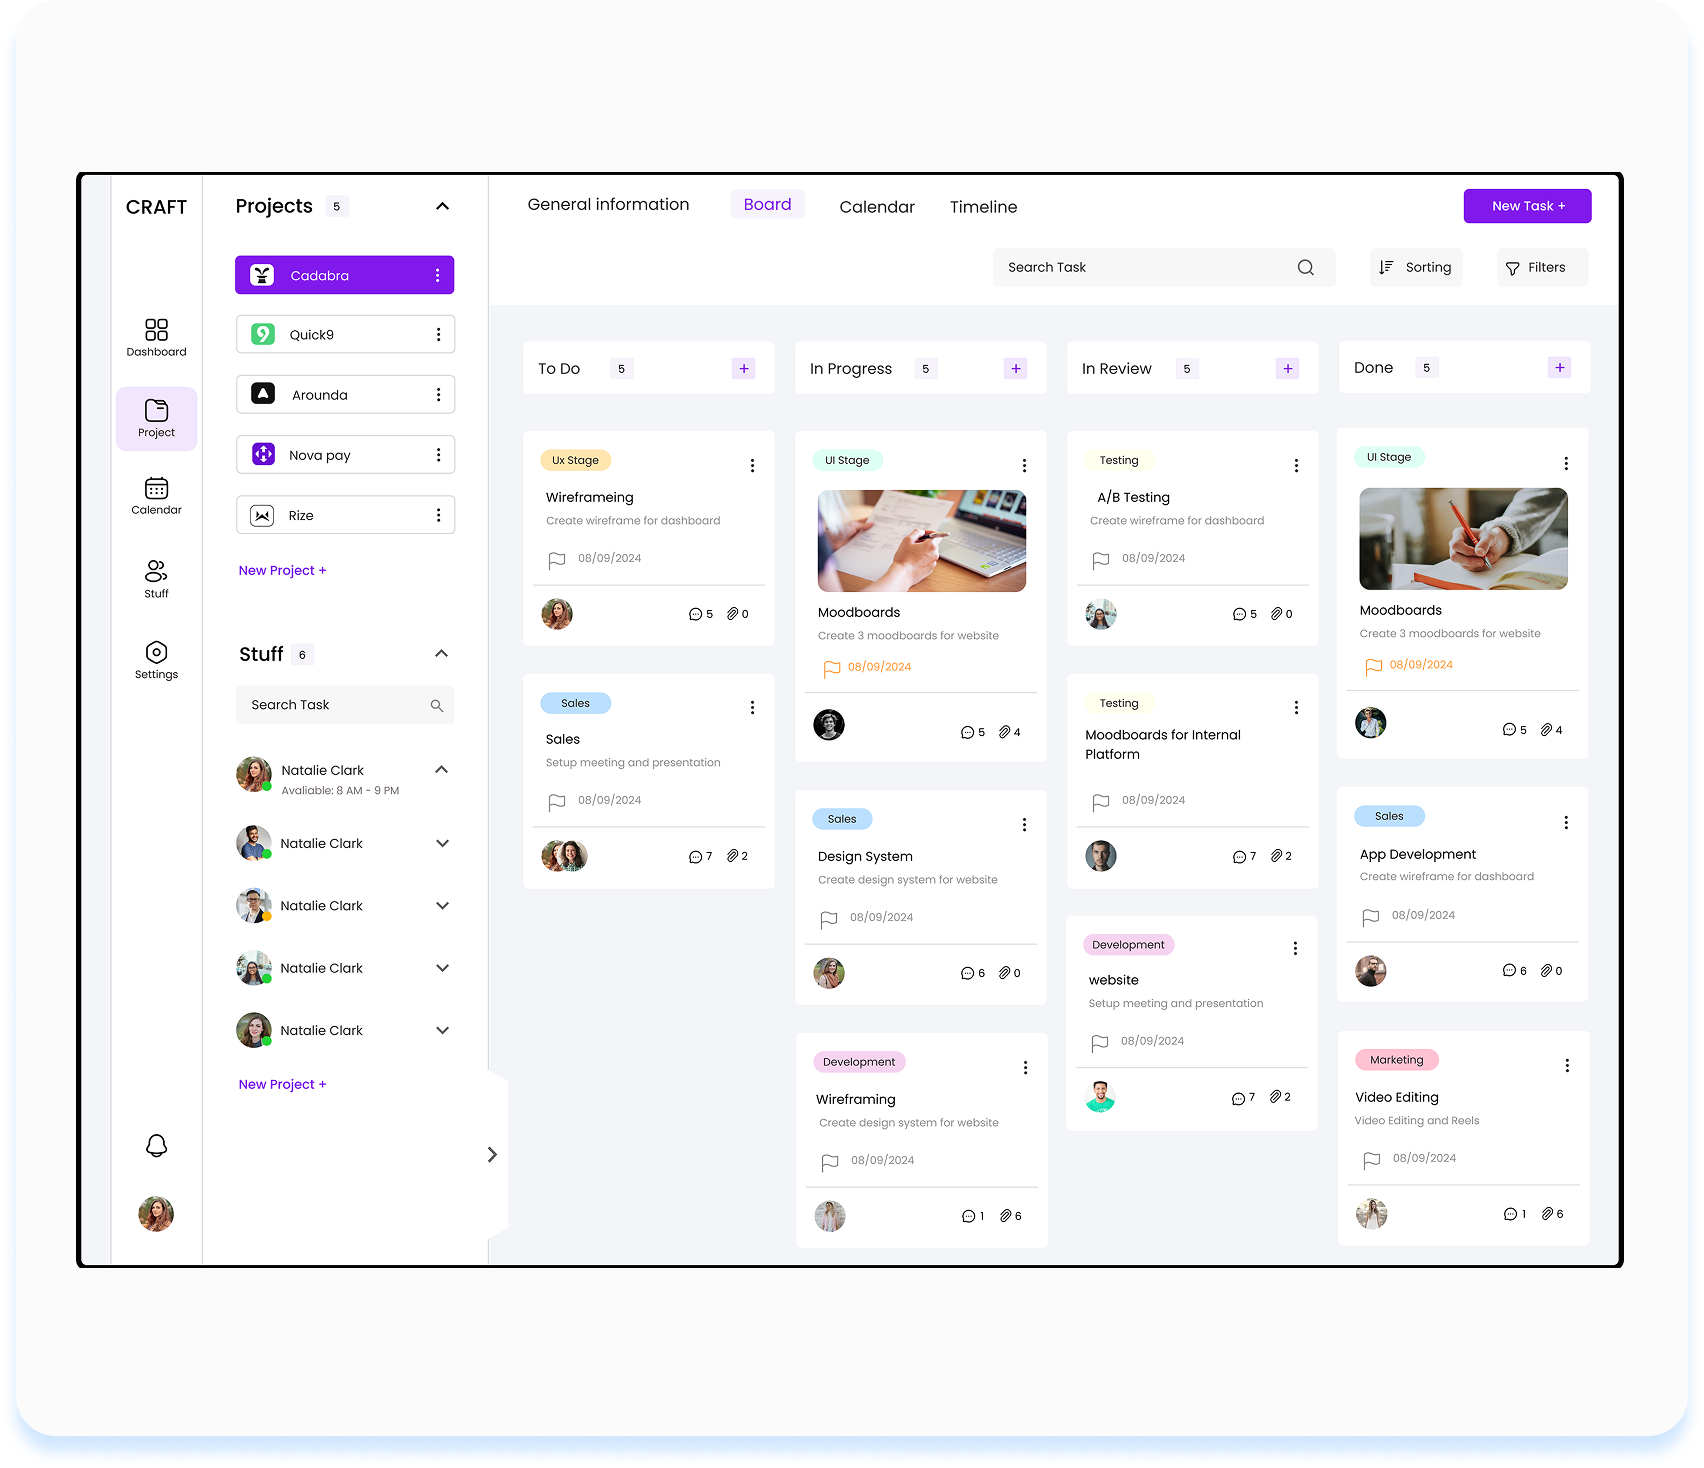 CRAFT
Dashboard
Project
Calendar
Stuff
Settings
Projects 5
Cadabra
Quick9
Arounda
Nova pay
Rize
New Project +
Stuff 6
Search Task
Natalie Clark
Avaliable: 8 AM - 9 PM
Natalie Clark
Natalie Clark
Natalie Clark
Natalie Clark
New Project +
General information Board Calendar Timeline
New Task +
Search Task
Sorting
Filters
To Do 5 +
Ux Stage
Wireframeing
Create wireframe for dashboard
08/09/2024
5 0
Sales
Sales
Setup meeting and presentation
08/09/2024
7 2
In Progress 5 +
UI Stage
Moodboards
Create 3 moodboards for website
08/09/2024
5 4
Sales
Design System
Create design system for website
08/09/2024
6 0
Development
Wireframing
Create design system for website
08/09/2024
1 6
In Review 5 +
Testing
A/B Testing
Create wireframe for dashboard
08/09/2024
5 0
Testing
Moodboards for Internal
Platform
08/09/2024
7 2
Development
website
Setup meeting and presentation
08/09/2024
7 2
Done 5 +
UI Stage
Moodboards
Create 3 moodboards for website
08/09/2024
5 4
Sales
App Development
Create wireframe for dashboard
08/09/2024
6 0
Marketing
Video Editing
Video Editing and Reels
08/09/2024
1 6